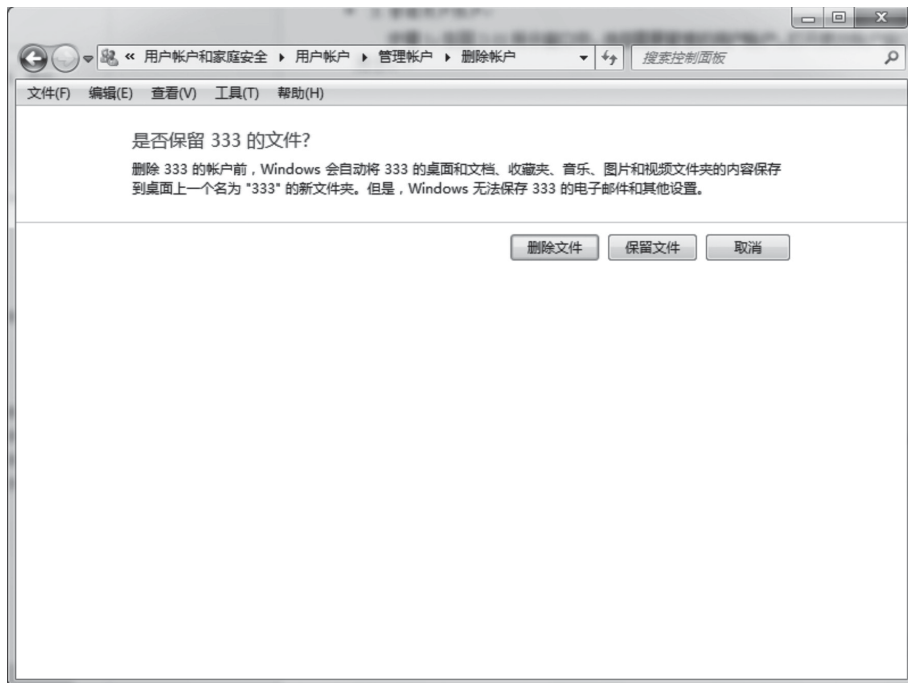 « 用户帐户和家庭安全 ▸ 用户帐户 ▸ 管理帐户 ▸ 删除帐户 搜索控制面板
文件(F) 编辑(E) 查看(V) 工具(T) 帮助(H)
是否保留 333 的文件?
删除 333 的帐户前，Windows 会自动将 333 的桌面和文档、收藏夹、音乐、图片和视频文件夹的内容保存
到桌面上一个名为 "333" 的新文件夹。但是，Windows 无法保存 333 的电子邮件和其他设置。
删除文件 保留文件 取消